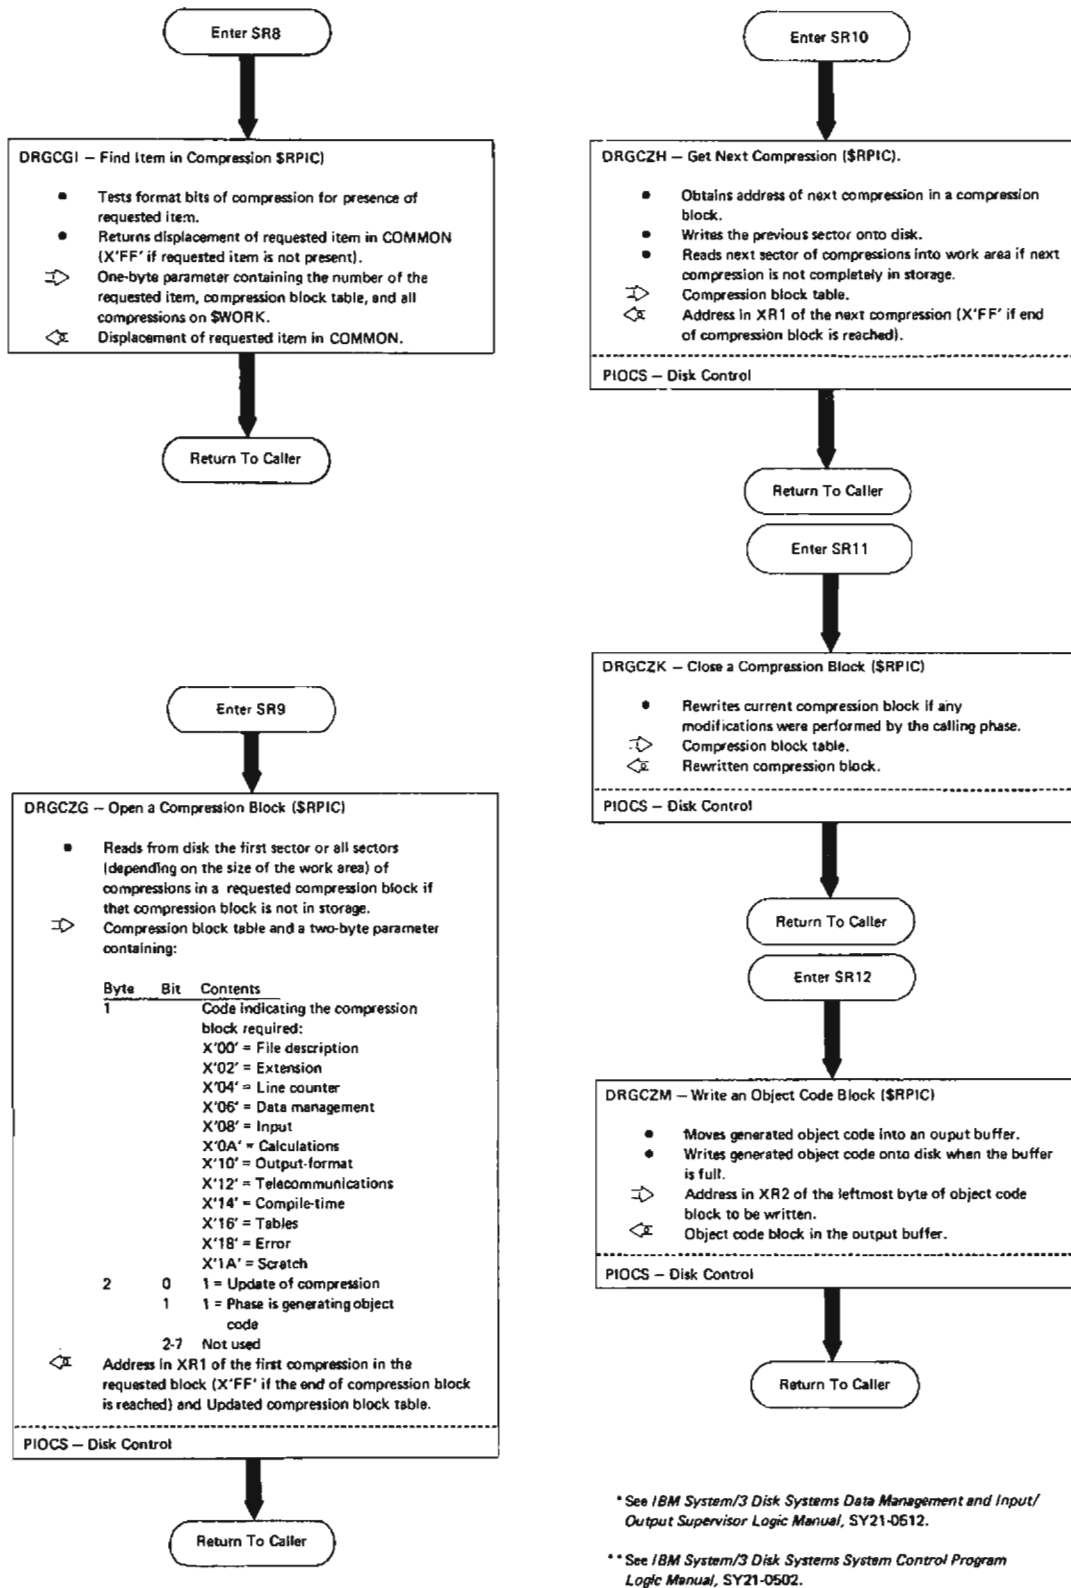 Enter SR8
DRGCGI – Find Item in Compression $RPIC)
• Tests format bits of compression for presence of
requested item.
• Returns displacement of requested item in COMMON
(X'FF' if requested item is not present).
One-byte parameter containing the number of the
requested item, compression block table, and all
compressions on $WORK.
Displacement of requested item in COMMON.
Return To Caller
Enter SR9
DRGCZG – Open a Compression Block ($RPIC)
• Reads from disk the first sector or all sectors
(depending on the size of the work area) of
compressions in a requested compression block if
that compression block is not in storage.
Compression block table and a two-byte parameter
containing:
Byte Bit Contents
1 Code indicating the compression
block required:
X'00' = File description
X'02' = Extension
X'04' = Line counter
X'06' = Data management
X'08' = Input
X'0A' = Calculations
X'10' = Output-format
X'12' = Telecommunications
X'14' = Compile-time
X'16' = Tables
X'18' = Error
X'1A' = Scratch
2 0 1 = Update of compression
1 1 = Phase is generating object
code
2-7 Not used
Address in XR1 of the first compression in the
requested block (X'FF' if the end of compression block
is reached) and Updated compression block table.
PIOCS – Disk Control
Return To Caller
Enter SR10
DRGCZH – Get Next Compression ($RPIC).
• Obtains address of next compression in a compression
block.
• Writes the previous sector onto disk.
• Reads next sector of compressions into work area if next
compression is not completely in storage.
Compression block table.
Address in XR1 of the next compression (X'FF' if end
of compression block is reached).
PIOCS – Disk Control
Return To Caller
Enter SR11
DRGCZK – Close a Compression Block ($RPIC)
• Rewrites current compression block if any
modifications were performed by the calling phase.
Compression block table.
Rewritten compression block.
PIOCS – Disk Control
Return To Caller
Enter SR12
DRGCZM – Write an Object Code Block ($RPIC)
• Moves generated object code into an ouput buffer.
• Writes generated object code onto disk when the buffer
is full.
Address in XR2 of the leftmost byte of object code
block to be written.
Object code block in the output buffer.
PIOCS – Disk Control
Return To Caller
* See IBM System/3 Disk Systems Data Management and Input/
Output Supervisor Logic Manual, SY21-0512.
** See IBM System/3 Disk Systems System Control Program
Logic Manual, SY21-0502.